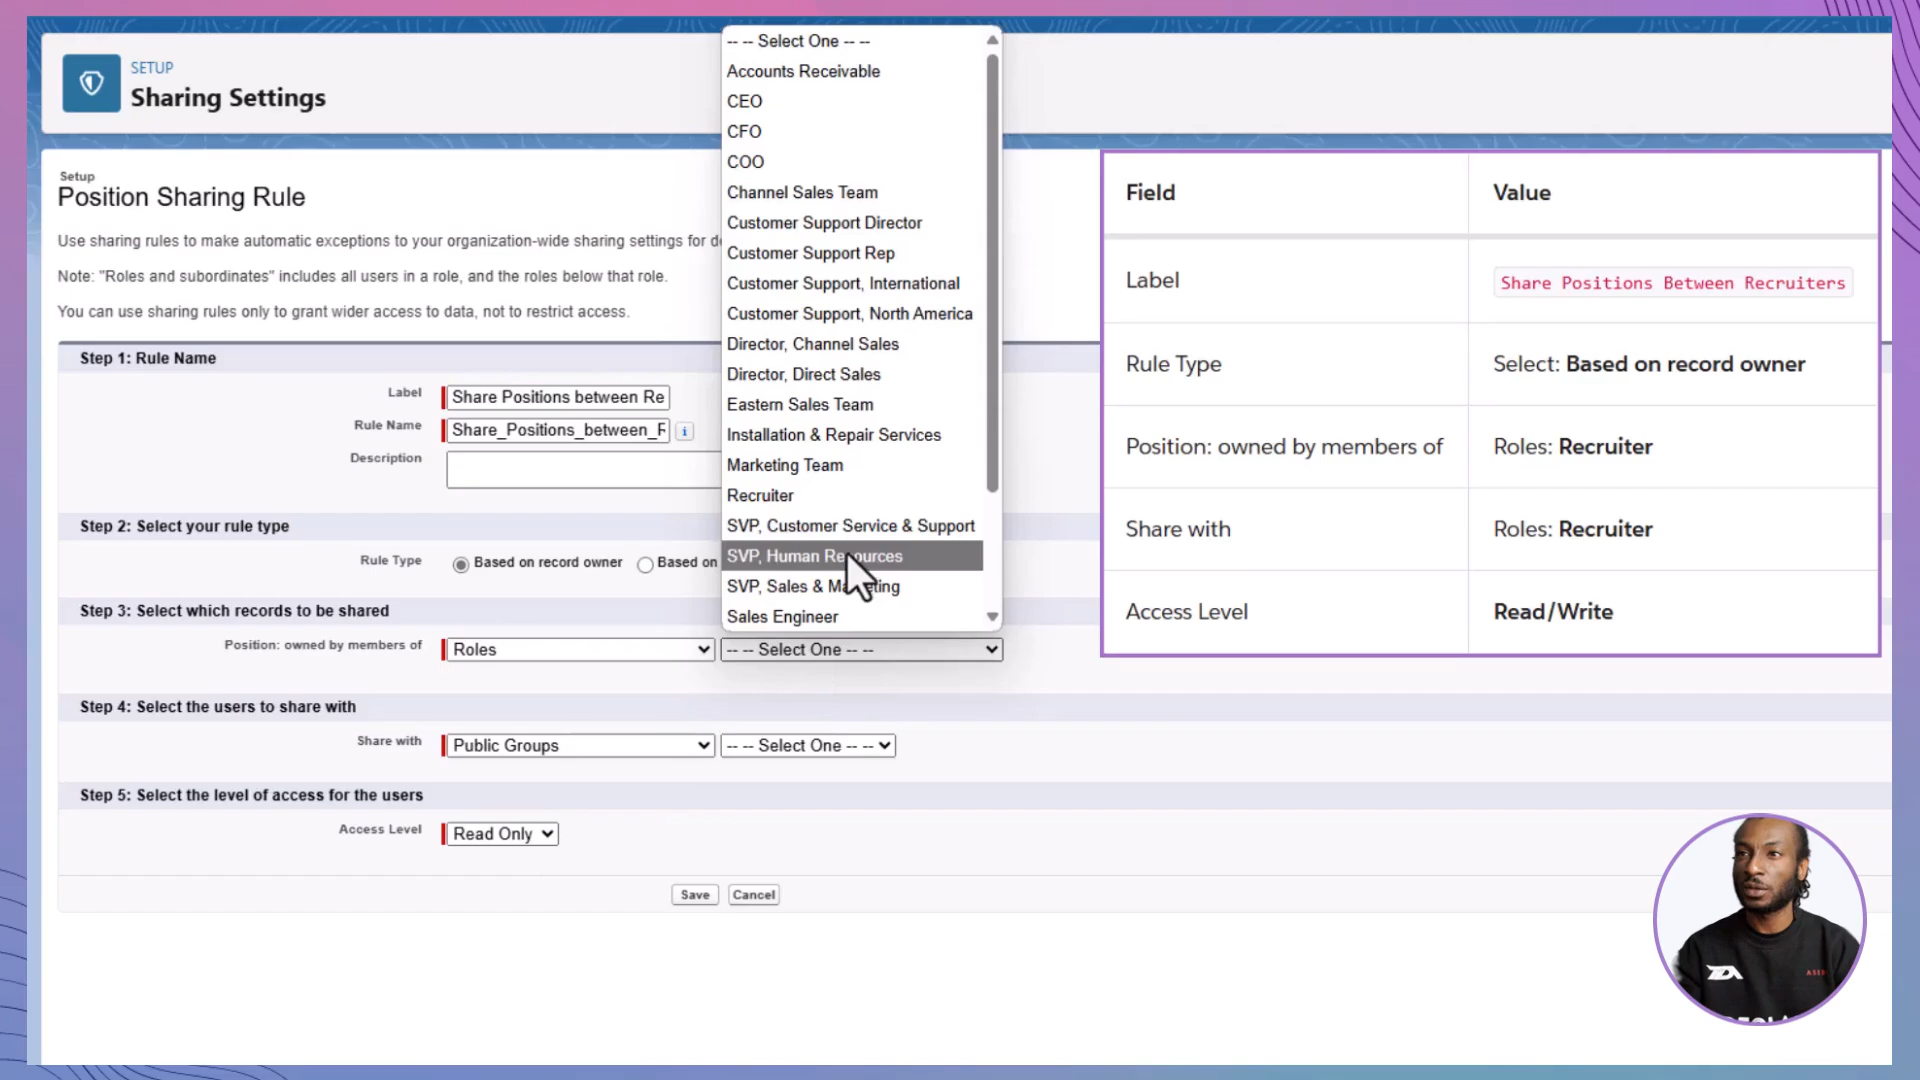 SETUP
Sharing Settings
Setup
Position Sharing Rule
Use sharing rules to make automatic exceptions to your organization-wide sharing settings for de
Note: "Roles and subordinates" includes all users in a role, and the roles below that role.
You can use sharing rules only to grant wider access to data, not to restrict access.
Step 1: Rule Name
Label Share Positions between Re
Rule Name Share_Positions_between_R i
Description
Step 2: Select your rule type
Rule Type Based on record owner Based on
Step 3: Select which records to be shared
Position: owned by members of Roles -- -- Select One -- --
Step 4: Select the users to share with
Share with Public Groups -- -- Select One -- --
Step 5: Select the level of access for the users
Access Level Read Only
Save Cancel
-- -- Select One -- --
Accounts Receivable
CEO
CFO
COO
Channel Sales Team
Customer Support Director
Customer Support Rep
Customer Support, International
Customer Support, North America
Director, Channel Sales
Director, Direct Sales
Eastern Sales Team
Installation & Repair Services
Marketing Team
Recruiter
SVP, Customer Service & Support
SVP, Human Resources
SVP, Sales & Marketing
Sales Engineer
Field Value
Label Share Positions Between Recruiters
Rule Type Select: Based on record owner
Position: owned by members of Roles: Recruiter
Share with Roles: Recruiter
Access Level Read/Write